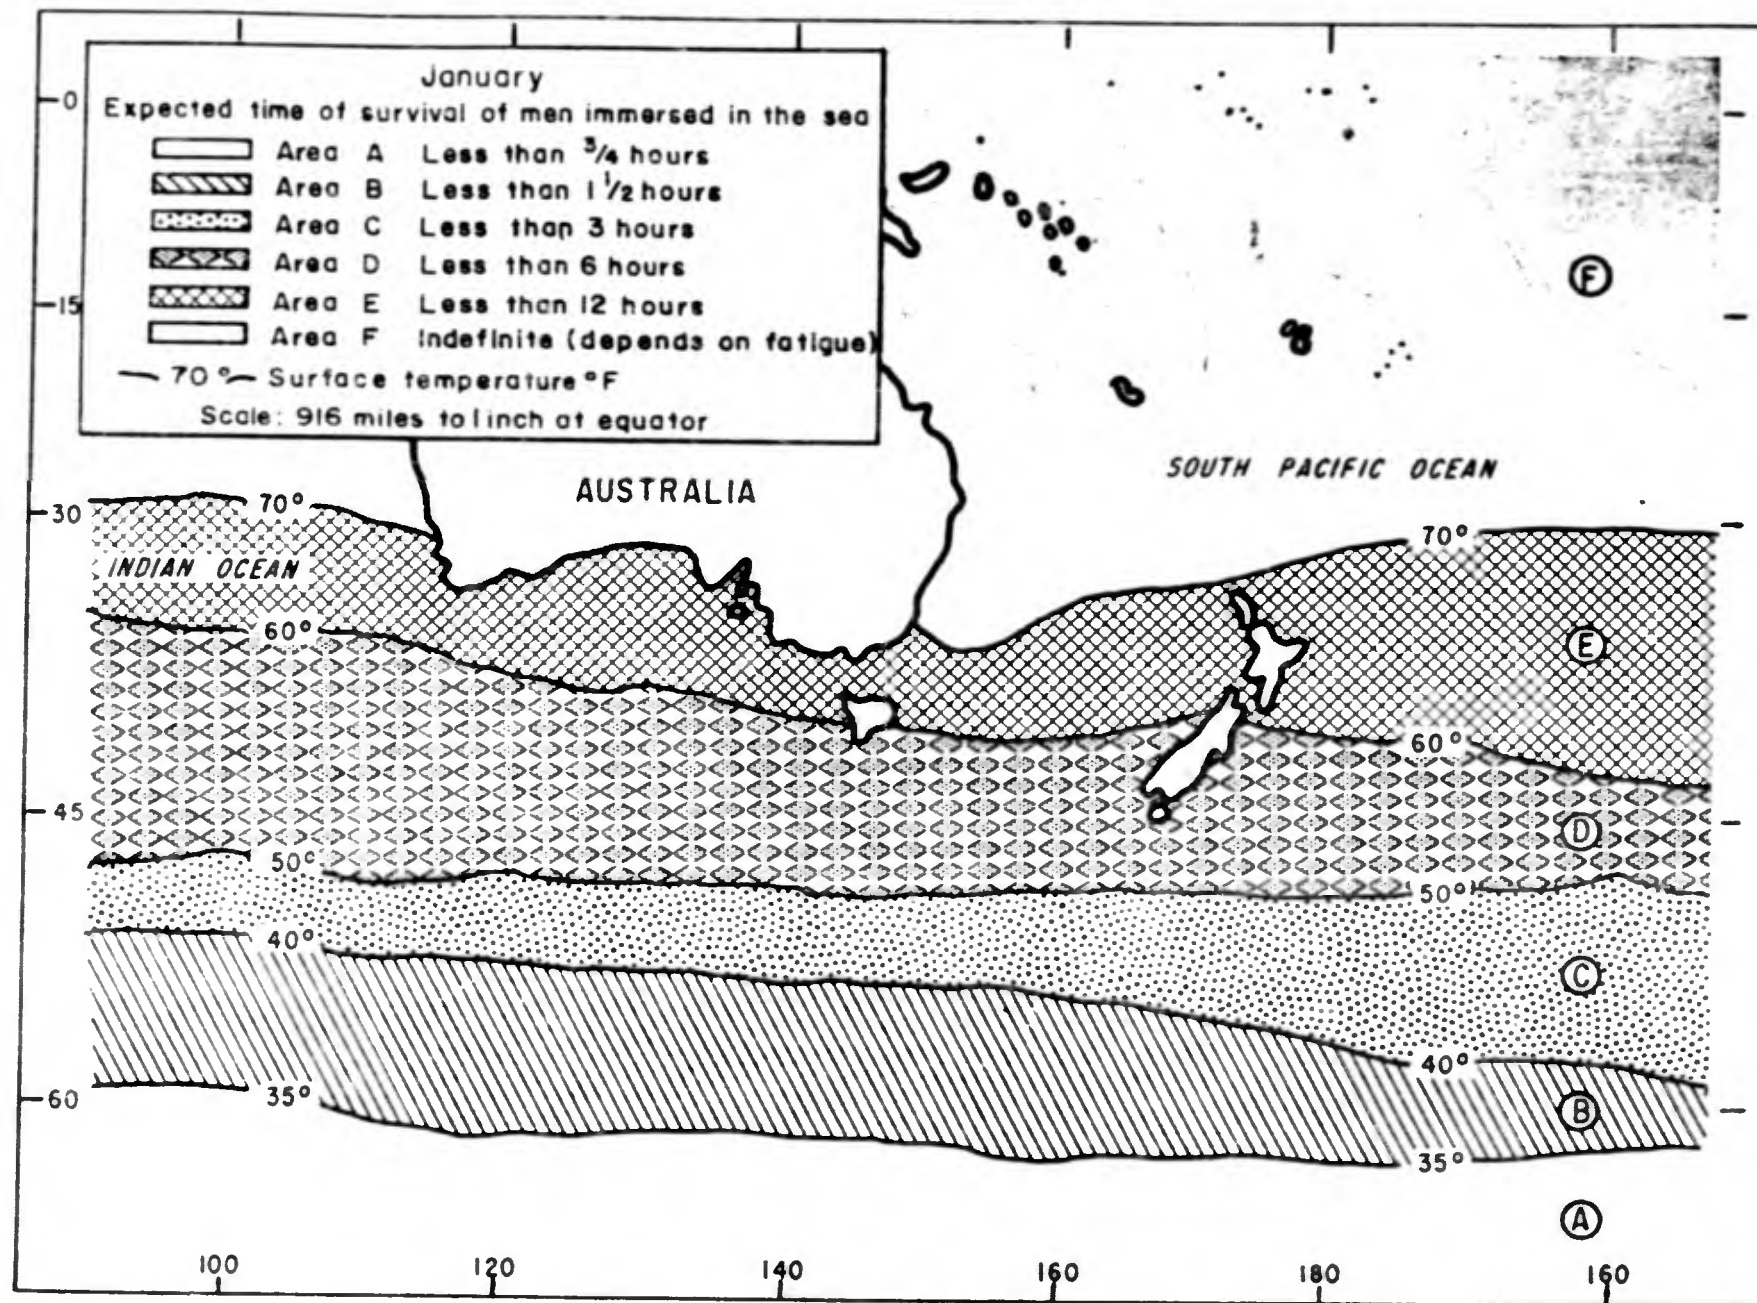 January
Expected time of survival of men immersed in the sea
Area A Less than 3/4 hours
Area B Less than 1 1/2 hours
Area C Less than 3 hours
Area D Less than 6 hours
Area E Less than 12 hours
Area F Indefinite (depends on fatigue)
70° Surface temperature °F
Scale: 916 miles to 1 inch at equator
0
15
30
45
60
F
SOUTH PACIFIC OCEAN
AUSTRALIA
70°
70°
INDIAN OCEAN
60°
E
60°
D
50°
50°
40°
C
40°
35°
B
35°
A
100
120
140
160
180
160